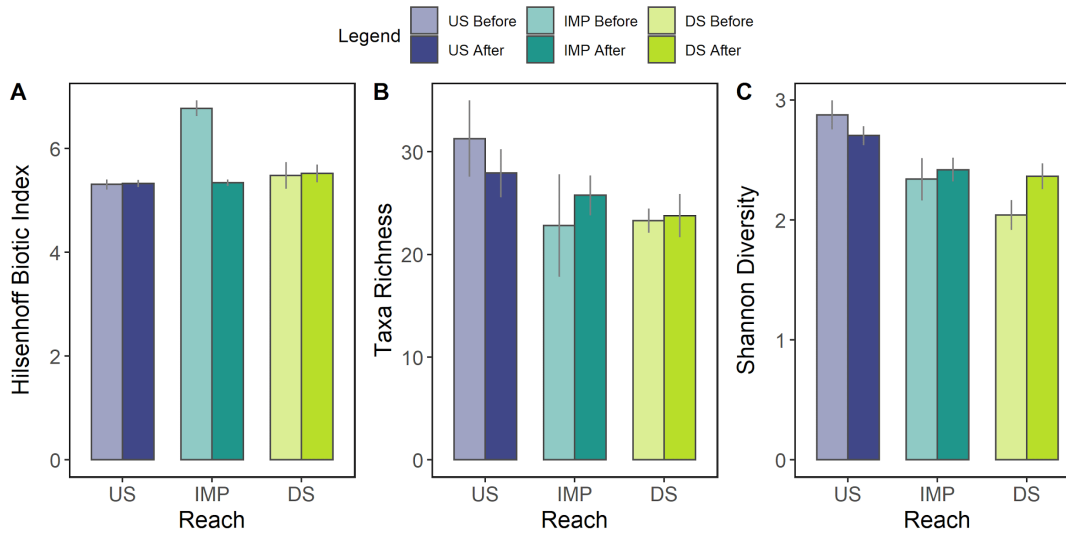 Legend
US Before
IMP Before
DS Before
US After
IMP After
DS After
A
B
C
Hilsenhoff Biotic Index
6
4
2
0
US
IMP
DS
Reach
Taxa Richness
30
20
10
0
US
IMP
DS
Reach
Shannon Diversity
3
2
1
0
US
IMP
DS
Reach